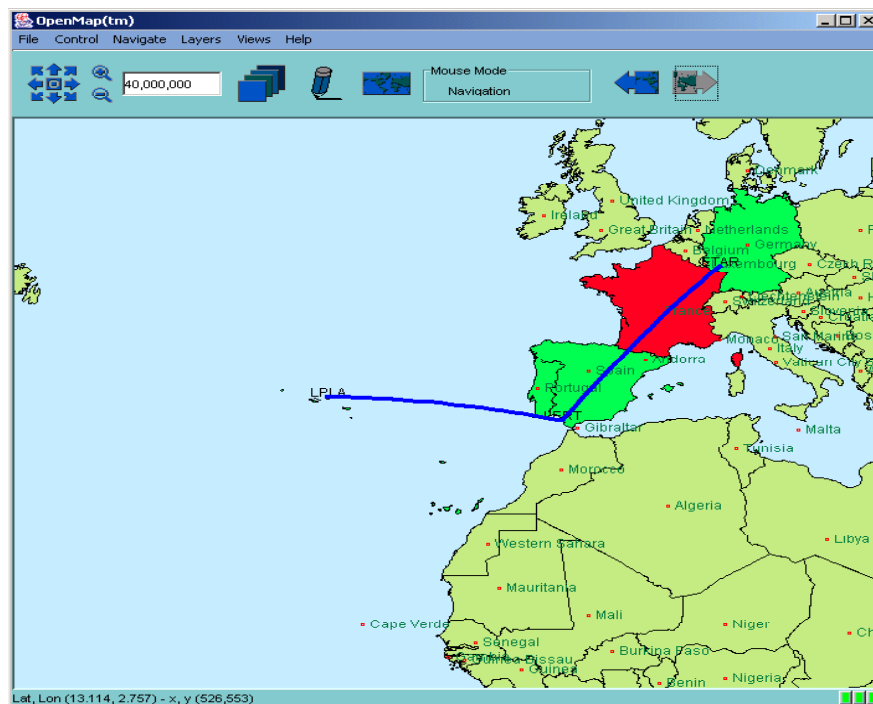 OpenMap(tm)
File Control Navigate Layers Views Help
40,000,000
Mouse Mode
Navigation
Denmark
United Kingdom
Ireland
Great Britain
Netherlands
Belgium
Germany
ETAR
Czech
Austria
Switzerland
Slovenia
Croatia
France
Monaco
San Marino
Italy
Andorra
Vatican City
Spain
Portugal
LPLA
Gibraltar
Malta
Tunisia
Morocco
Algeria
Libya
Western Sahara
Mauritania
Mali
Niger
Cape Verde
Senegal
Burkina Faso
Guinea Bissau
Guinea
Benin
Nigeria
Lat, Lon (13.114, 2.757) - x, y (526,553)